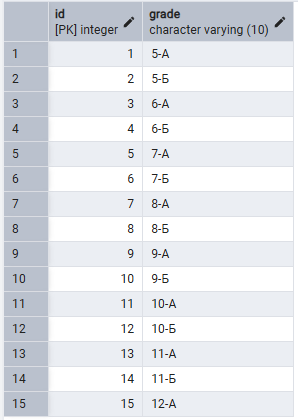 id grade
[PK] integer character varying (10)
1 1 5-А
2 2 5-Б
3 3 6-А
4 4 6-Б
5 5 7-А
6 6 7-Б
7 7 8-А
8 8 8-Б
9 9 9-А
10 10 9-Б
11 11 10-А
12 12 10-Б
13 13 11-А
14 14 11-Б
15 15 12-А